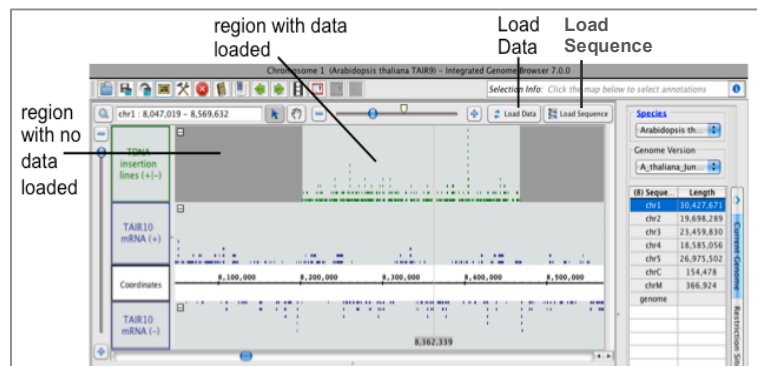 region with data
loaded
Load
Data
Load
Sequence
Chromosome 1 (Arabidopsis thaliana TAIR9) - Integrated Genome Browser 7.0.0
Selection Info: Click the map below to select annotations
region
with no
data
loaded
chr1 : 8,047,019 - 8,569,632
Load Data
Load Sequence
Species
Arabidopsis th...
Genome Version
A_thaliana_Jun...
TDNA
insertion
lines (+|-)
(8) Seque... Length
chr1 30,427,671
chr2 19,698,289
chr3 23,459,830
chr4 18,585,056
chr5 26,975,502
chrC 154,478
chrM 366,924
genome
Current Genome
Restriction Sit
TAIR10
mRNA (+)
Coordinates
8,100,000 8,200,000 8,300,000 8,400,000 8,500,000
TAIR10
mRNA (-)
8,362,339